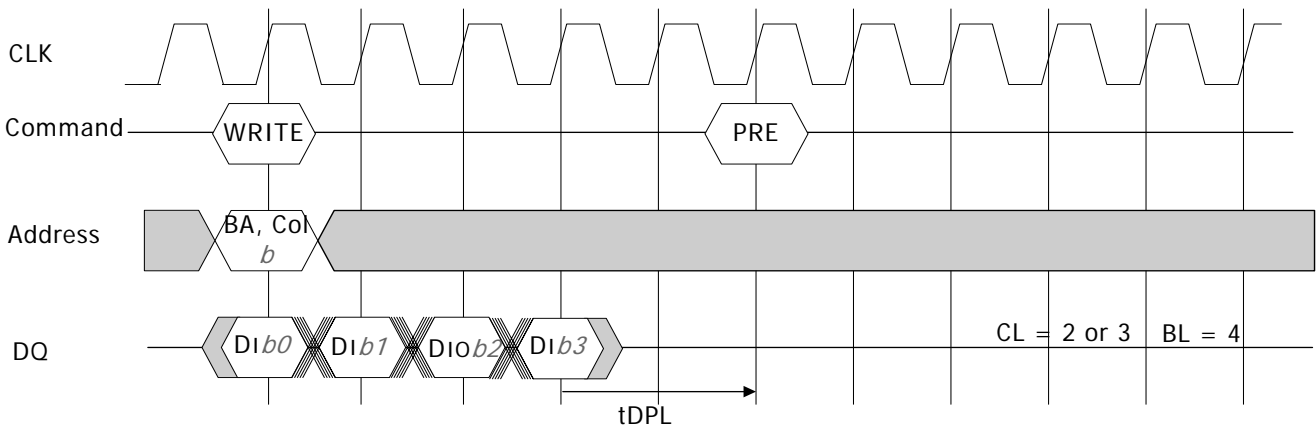 CLK
Command
WRITE
PRE
Address
BA, Col
b
DQ
DIb0
DIb1
DIOb2
DIb3
CL = 2 or 3 BL = 4
tDPL